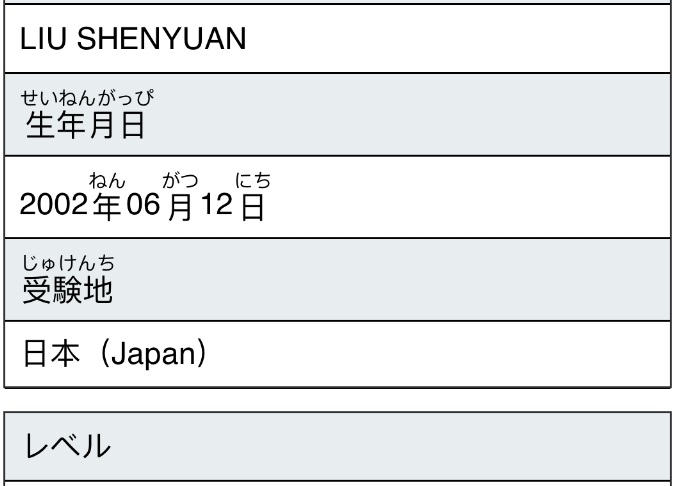 LIU SHENYUAN
せいねんがっぴ
生年月日
ねん がつ にち
2002年06月12日
じゅけんち
受験地
日本（Japan）
レベル